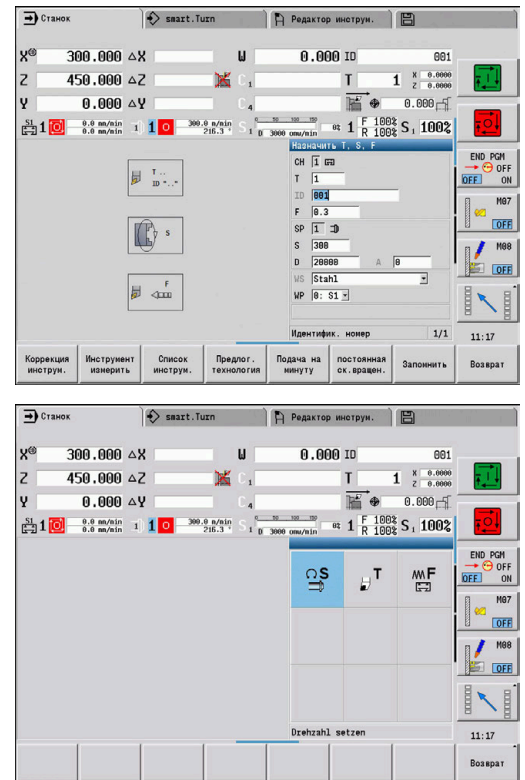 Станок smart.Turn Редактор инструм.
X 300.000 ΔX W 0.000 ID 001
Z 450.000 ΔZ C1 T 1 X 0.0000
Z 0.0000
Y 0.000 ΔY C4 0.000
S1 1 0.0 mm/min
0.0 mm/min 1) 1 300.0 m/min
216.3 ° S1 0 50 100 150 0%
D 3000 omw/min 1 F 100%
R 100% S1 100%
Назначить T, S, F
CH 1
T 1
ID 001
F 0.3
SP 1
S 300
D 20000 A 0
WS Stahl
WP 0: S1
Идентифик. номер 1/1
T ..
ID ".."
S
F
END PGM
OFF
OFF ON
M07
OFF
M08
OFF
11:17
Коррекция инструм.
Инструмент измерить
Список инструм.
Предлог. технология
Подача на минуту
постоянная ск.вращен.
Запомнить
Возврат
Станок smart.Turn Редактор инструм.
X 300.000 ΔX W 0.000 ID 001
Z 450.000 ΔZ C1 T 1 X 0.0000
Z 0.0000
Y 0.000 ΔY C4 0.000
S1 1 0.0 mm/min
0.0 mm/min 1) 1 300.0 m/min
216.3 ° S1 0 50 100 150 0%
D 3000 omw/min 1 F 100%
R 100% S1 100%
S T F
Drehzahl setzen
END PGM
OFF
OFF ON
M07
OFF
M08
OFF
11:17
Возврат